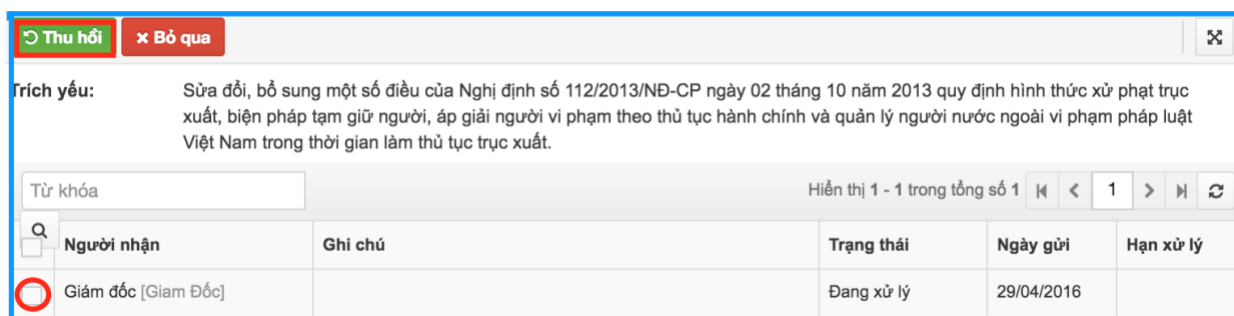 Thu hồi Bỏ qua
Trích yếu: Sửa đổi, bổ sung một số điều của Nghị định số 112/2013/NĐ-CP ngày 02 tháng 10 năm 2013 quy định hình thức xử phạt trục
xuất, biện pháp tạm giữ người, áp giải người vi phạm theo thủ tục hành chính và quản lý người nước ngoài vi phạm pháp luật
Việt Nam trong thời gian làm thủ tục trục xuất.
Từ khóa Hiển thị 1 - 1 trong tổng số 1 1
Người nhận Ghi chú Trạng thái Ngày gửi Hạn xử lý
Giám đốc [Giam Đốc] Đang xử lý 29/04/2016